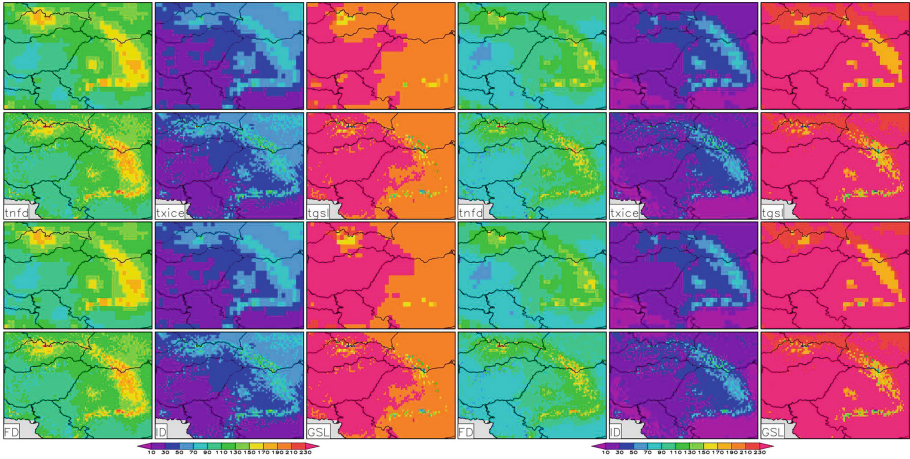 tnfd txice tgsl tnfd txice tgsl
FD ID GSL FD ID GSL
10 30 50 70 90 110 130 150 170 190 210 230 10 30 50 70 90 110 130 150 170 190 210 230